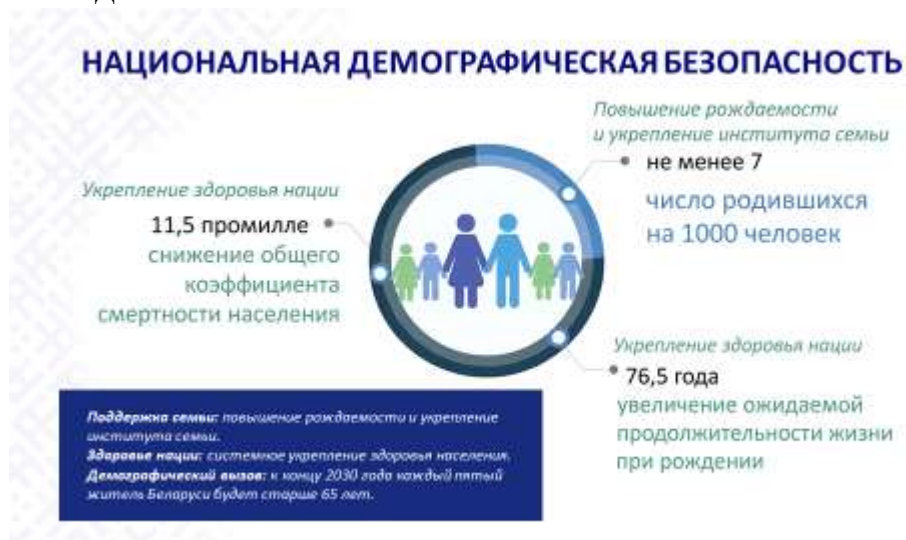 НАЦИОНАЛЬНАЯ ДЕМОГРАФИЧЕСКАЯ БЕЗОПАСНОСТЬ
Повышение рождаемости
и укрепление института семьи
не менее 7
число родившихся
на 1000 человек
Укрепление здоровья нации
11,5 промилле
снижение общего
коэффициента
смертности населения
Укрепление здоровья нации
76,5 года
увеличение ожидаемой
продолжительности жизни
при рождении
Поддержка семьи: повышение рождаемости и укрепление
института семьи.
Здоровье нации: системное укрепление здоровья населения.
Демографический вызов: к концу 2030 года каждый пятый
житель Беларуси будет старше 65 лет.